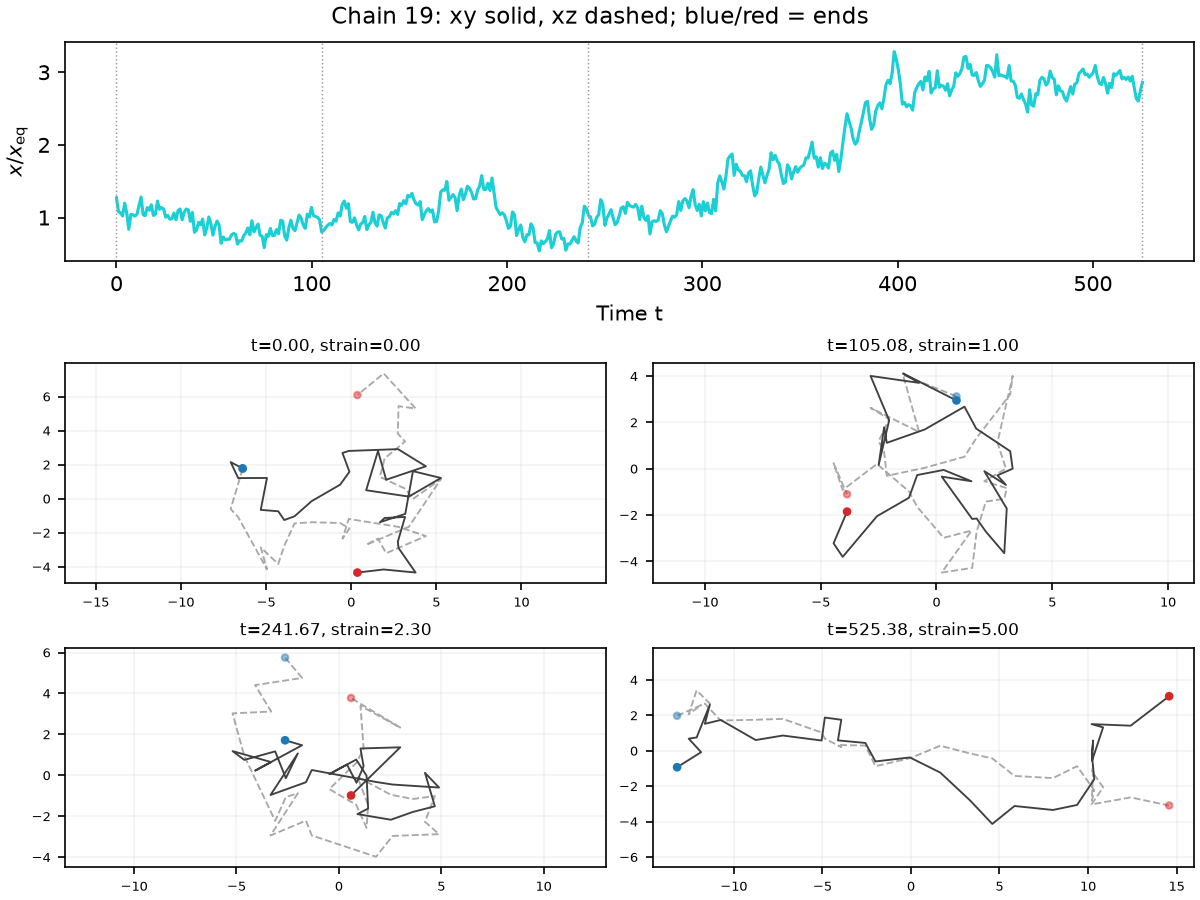 Chain 19: xy solid, xz dashed; blue/red = ends
3
2
1
x/x_eq
0 100 200 300 400 500
Time t
t=0.00, strain=0.00
6
4
2
0
−2
−4
−15 −10 −5 0 5 10
t=105.08, strain=1.00
4
2
0
−2
−4
−10 −5 0 5 10
t=241.67, strain=2.30
6
4
2
0
−2
−4
−10 −5 0 5 10
t=525.38, strain=5.00
4
2
0
−2
−4
−6
−10 −5 0 5 10 15